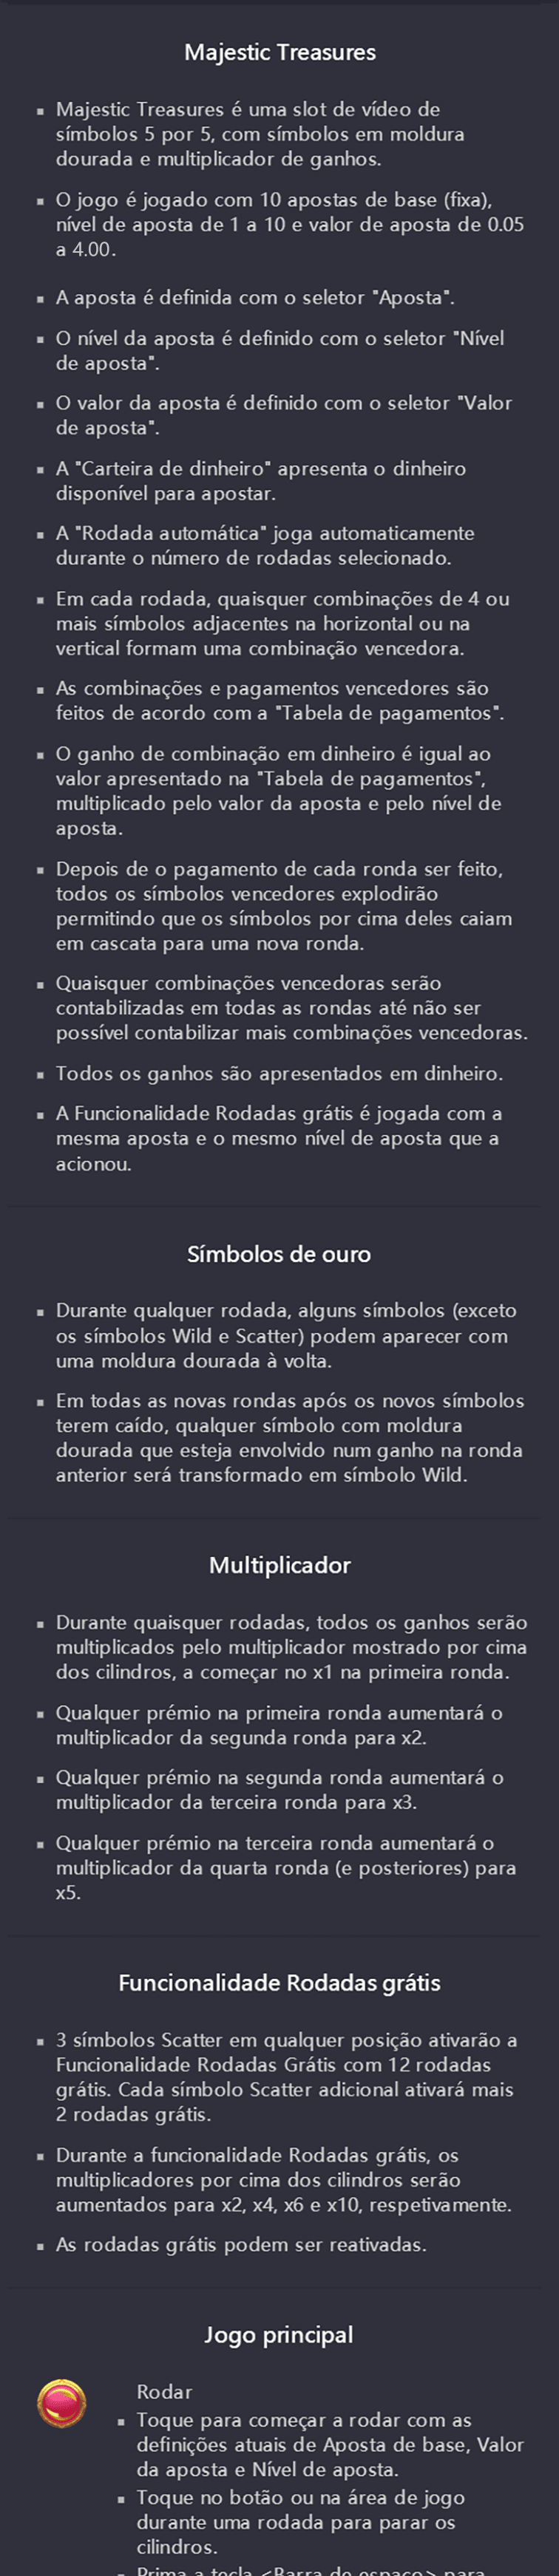 Majestic Treasures
Majestic Treasures é uma slot de vídeo de
símbolos 5 por 5, com símbolos em moldura
dourada e multiplicador de ganhos.
O jogo é jogado com 10 apostas de base (fixa),
nível de aposta de 1 a 10 e valor de aposta de 0.05
a 4.00.
A aposta é definida com o seletor "Aposta".
O nível da aposta é definido com o seletor "Nível
de aposta".
O valor da aposta é definido com o seletor "Valor
de aposta".
A "Carteira de dinheiro" apresenta o dinheiro
disponível para apostar.
A "Rodada automática" joga automaticamente
durante o número de rodadas selecionado.
Em cada rodada, quaisquer combinações de 4 ou
mais símbolos adjacentes na horizontal ou na
vertical formam uma combinação vencedora.
As combinações e pagamentos vencedores são
feitos de acordo com a "Tabela de pagamentos".
O ganho de combinação em dinheiro é igual ao
valor apresentado na "Tabela de pagamentos",
multiplicado pelo valor da aposta e pelo nível de
aposta.
Depois de o pagamento de cada ronda ser feito,
todos os símbolos vencedores explodirão
permitindo que os símbolos por cima deles caiam
em cascata para uma nova ronda.
Quaisquer combinações vencedoras serão
contabilizadas em todas as rondas até não ser
possível contabilizar mais combinações vencedoras.
Todos os ganhos são apresentados em dinheiro.
A Funcionalidade Rodadas grátis é jogada com a
mesma aposta e o mesmo nível de aposta que a
acionou.
Símbolos de ouro
Durante qualquer rodada, alguns símbolos (exceto
os símbolos Wild e Scatter) podem aparecer com
uma moldura dourada à volta.
Em todas as novas rondas após os novos símbolos
terem caído, qualquer símbolo com moldura
dourada que esteja envolvido num ganho na ronda
anterior será transformado em símbolo Wild.
Multiplicador
Durante quaisquer rodadas, todos os ganhos serão
multiplicados pelo multiplicador mostrado por cima
dos cilindros, a começar no x1 na primeira ronda.
Qualquer prémio na primeira ronda aumentará o
multiplicador da segunda ronda para x2.
Qualquer prémio na segunda ronda aumentará o
multiplicador da terceira ronda para x3.
Qualquer prémio na terceira ronda aumentará o
multiplicador da quarta ronda (e posteriores) para
x5.
Funcionalidade Rodadas grátis
3 símbolos Scatter em qualquer posição ativarão a
Funcionalidade Rodadas Grátis com 12 rodadas
grátis. Cada símbolo Scatter adicional ativará mais
2 rodadas grátis.
Durante a funcionalidade Rodadas grátis, os
multiplicadores por cima dos cilindros serão
aumentados para x2, x4, x6 e x10, respetivamente.
As rodadas grátis podem ser reativadas.
Jogo principal
Rodar
Toque para começar a rodar com as
definições atuais de Aposta de base, Valor
da aposta e Nível de aposta.
Toque no botão ou na área de jogo
durante uma rodada para parar os
cilindros.
Prima a tecla <Barra de espaço> para